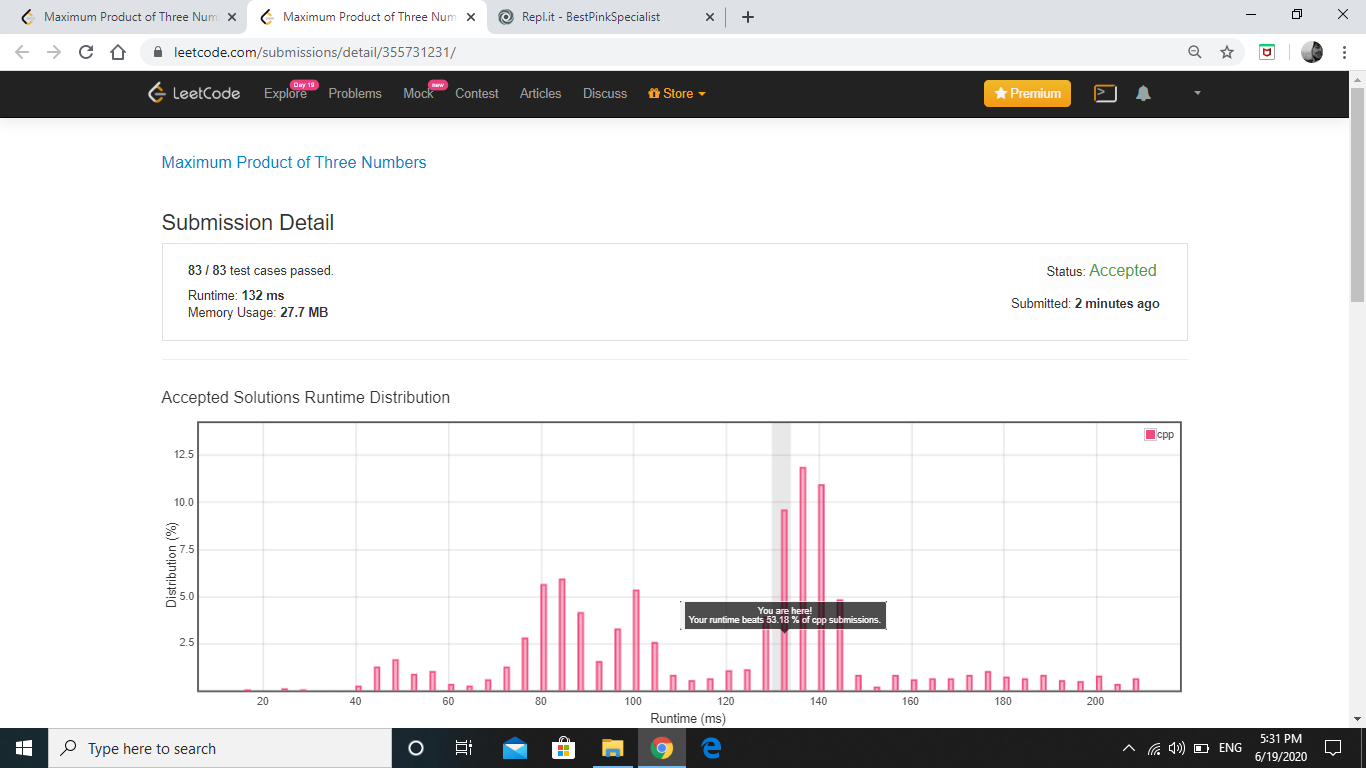 Maximum Product of Three Num
Maximum Product of Three Num
Repl.it - BestPinkSpecialist
leetcode.com/submissions/detail/355731231/
LeetCode
Explore
Day 19
Problems
Mock
new
Contest
Articles
Discuss
Store
Premium
Maximum Product of Three Numbers
Submission Detail
83 / 83 test cases passed.
Status: Accepted
Runtime: 132 ms
Submitted: 2 minutes ago
Memory Usage: 27.7 MB
Accepted Solutions Runtime Distribution
cpp
12.5
10.0
7.5
5.0
2.5
Distribution (%)
You are here!
Your runtime beats 53.18 % of cpp submissions.
20 40 60 80 100 120 140 160 180 200
Runtime (ms)
Type here to search
ENG
5:31 PM
6/19/2020